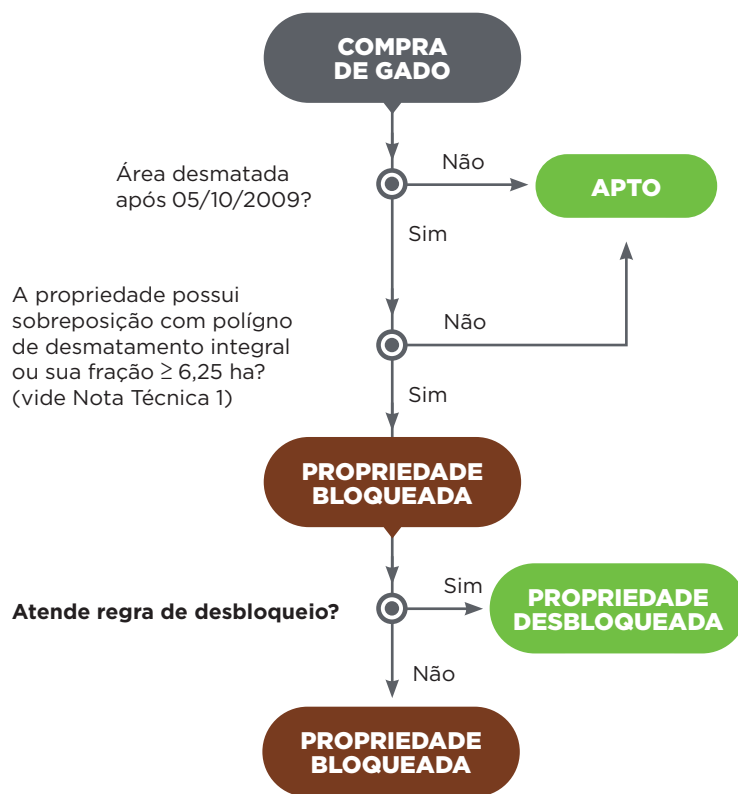 COMPRA
DE GADO
Área desmatada
após 05/10/2009?
Não
APTO
Sim
A propriedade possui
sobreposição com polígno
de desmatamento integral
ou sua fração ≥ 6,25 ha?
(vide Nota Técnica 1)
Não
Sim
PROPRIEDADE
BLOQUEADA
Atende regra de desbloqueio?
Sim
PROPRIEDADE
DESBLOQUEADA
Não
PROPRIEDADE
BLOQUEADA